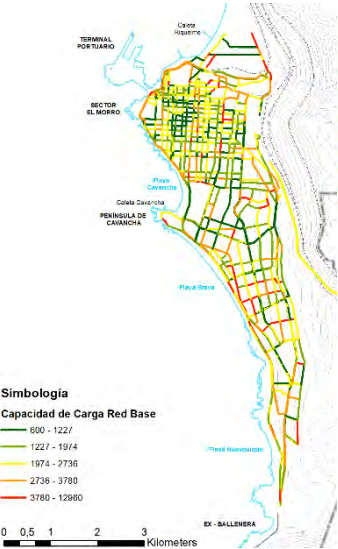 Caleta
Riquelme
TERMINAL
PORTUARIO
SECTOR
EL MORRO
Playa
Cavancha
Caleta Cavancha
PENÍNSULA DE
CAVANCHA
Playa Brava
Simbología
Capacidad de Carga Red Base
600 - 1227
1227 - 1974
1974 - 2736
2736 - 3780
3780 - 12960
Playa Huayquique
EX - BALLENERA
0 0,5 1 2 3
Kilometers